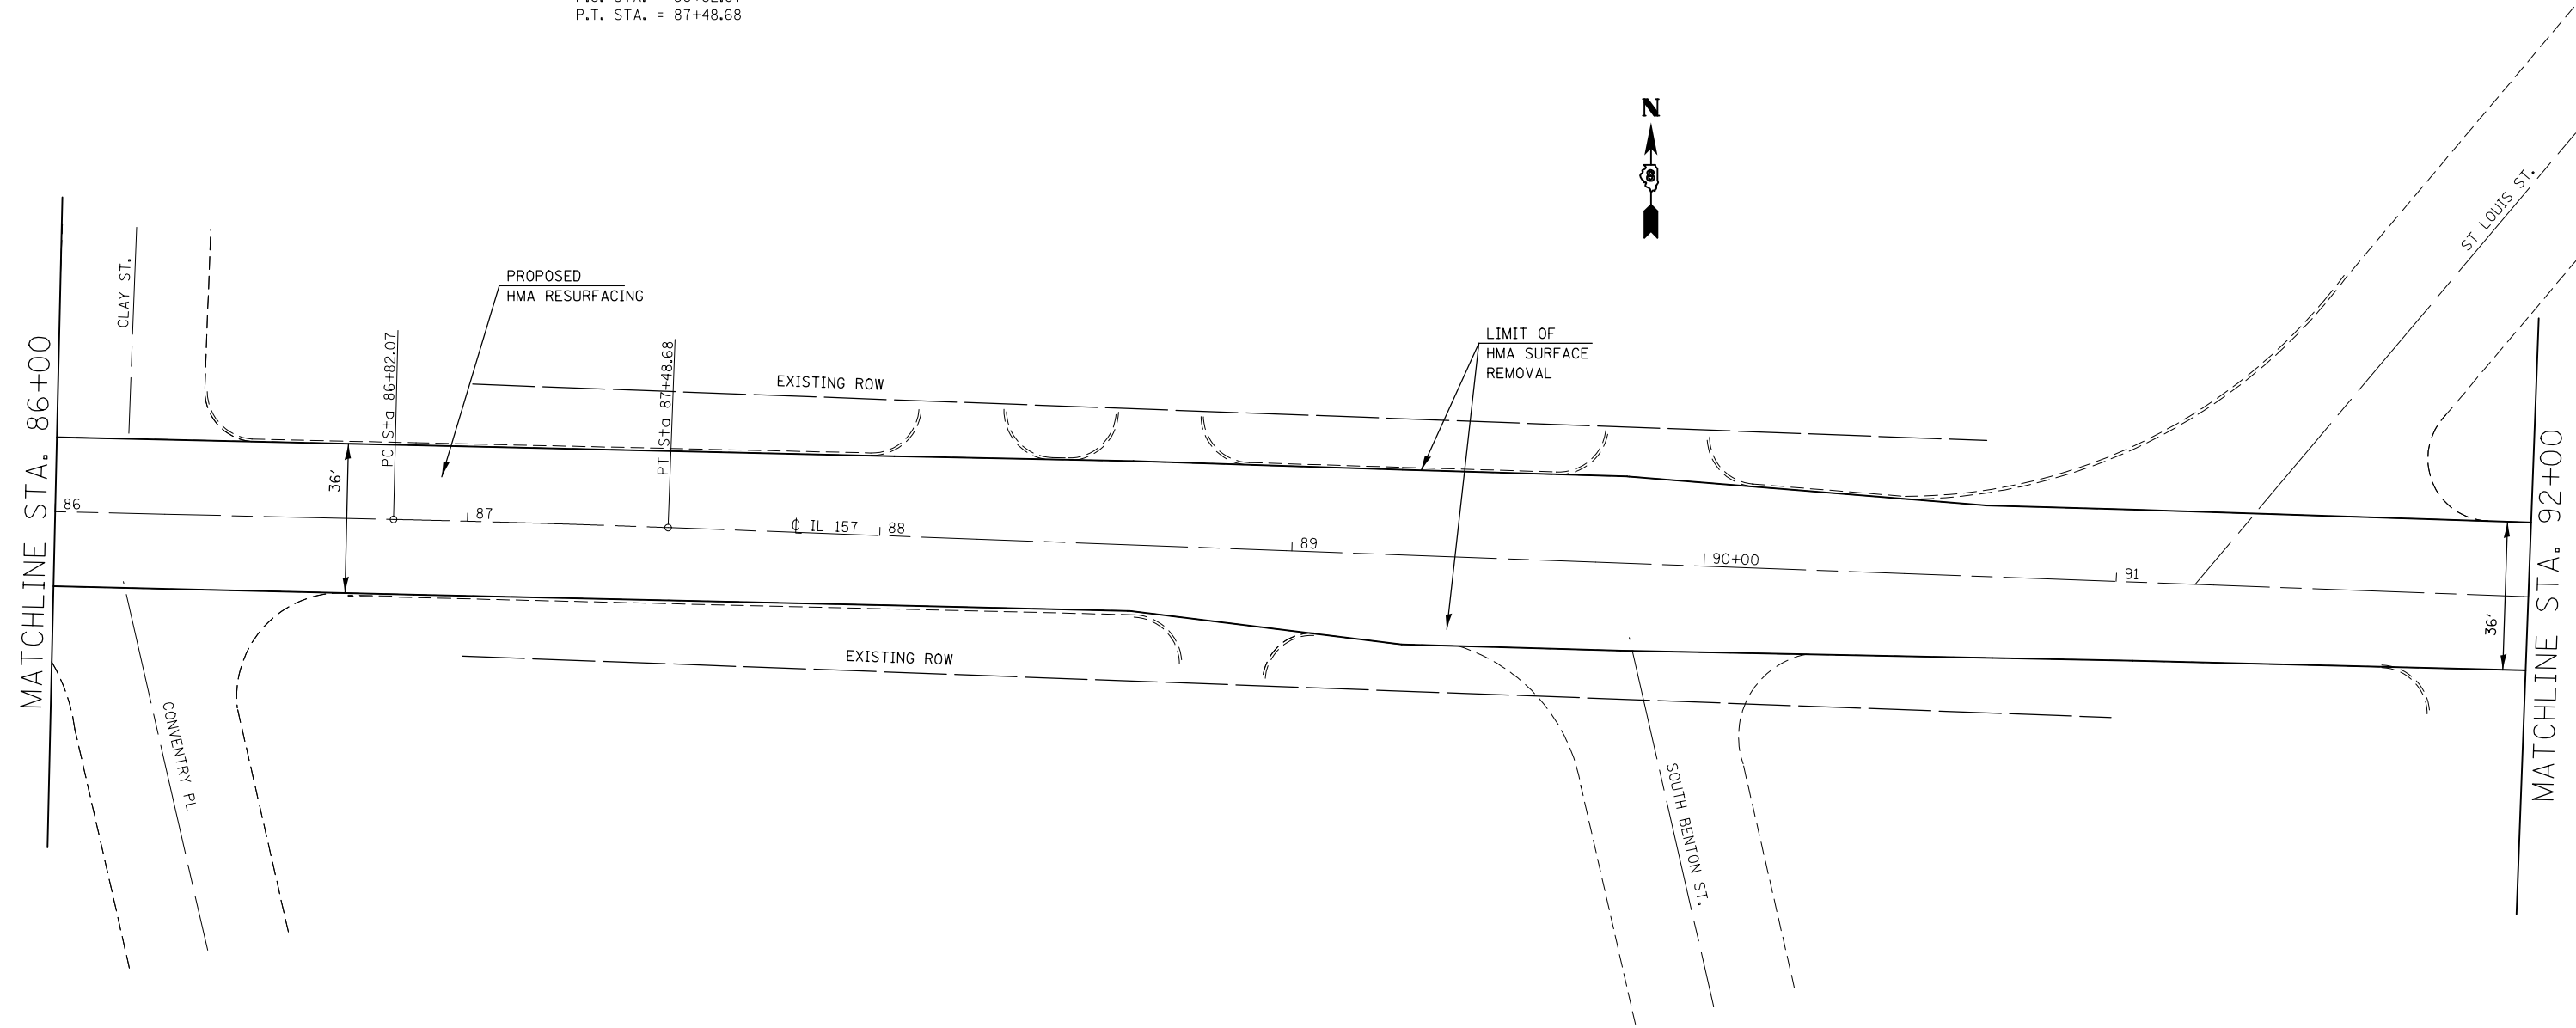 P.T. STA. = 87+48.68
N
8
MATCHLINE STA. 86+00
CLAY ST.
PROPOSED
HMA RESURFACING
PC Sta 86+82.07
PT Sta 87+48.68
EXISTING ROW
LIMIT OF
HMA SURFACE
REMOVAL
ST LOUIS ST.
36'
86
87
℄ IL 157
88
89
90+00
91
36'
MATCHLINE STA. 92+00
EXISTING ROW
CONVENTRY PL
SOUTH BENTON ST.